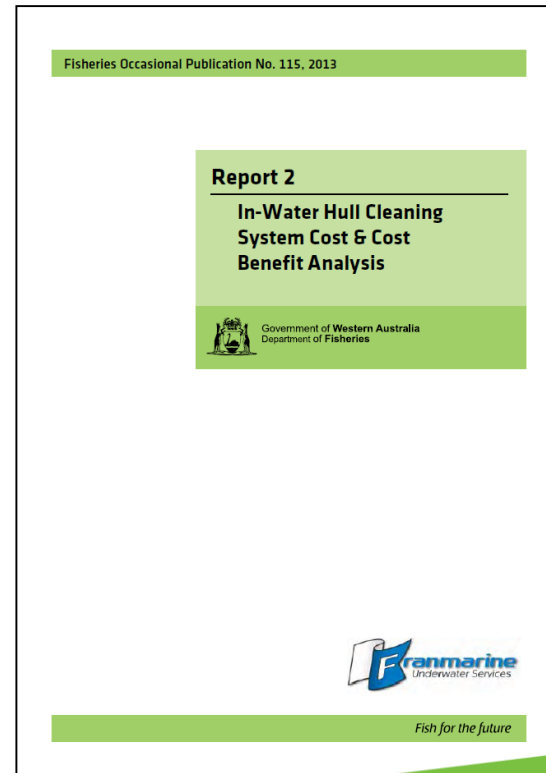 Fisheries Occasional Publication No. 115, 2013
Report 2
In-Water Hull Cleaning
System Cost & Cost
Benefit Analysis
Government of Western Australia
Department of Fisheries
Franmarine
Underwater Services
Fish for the future